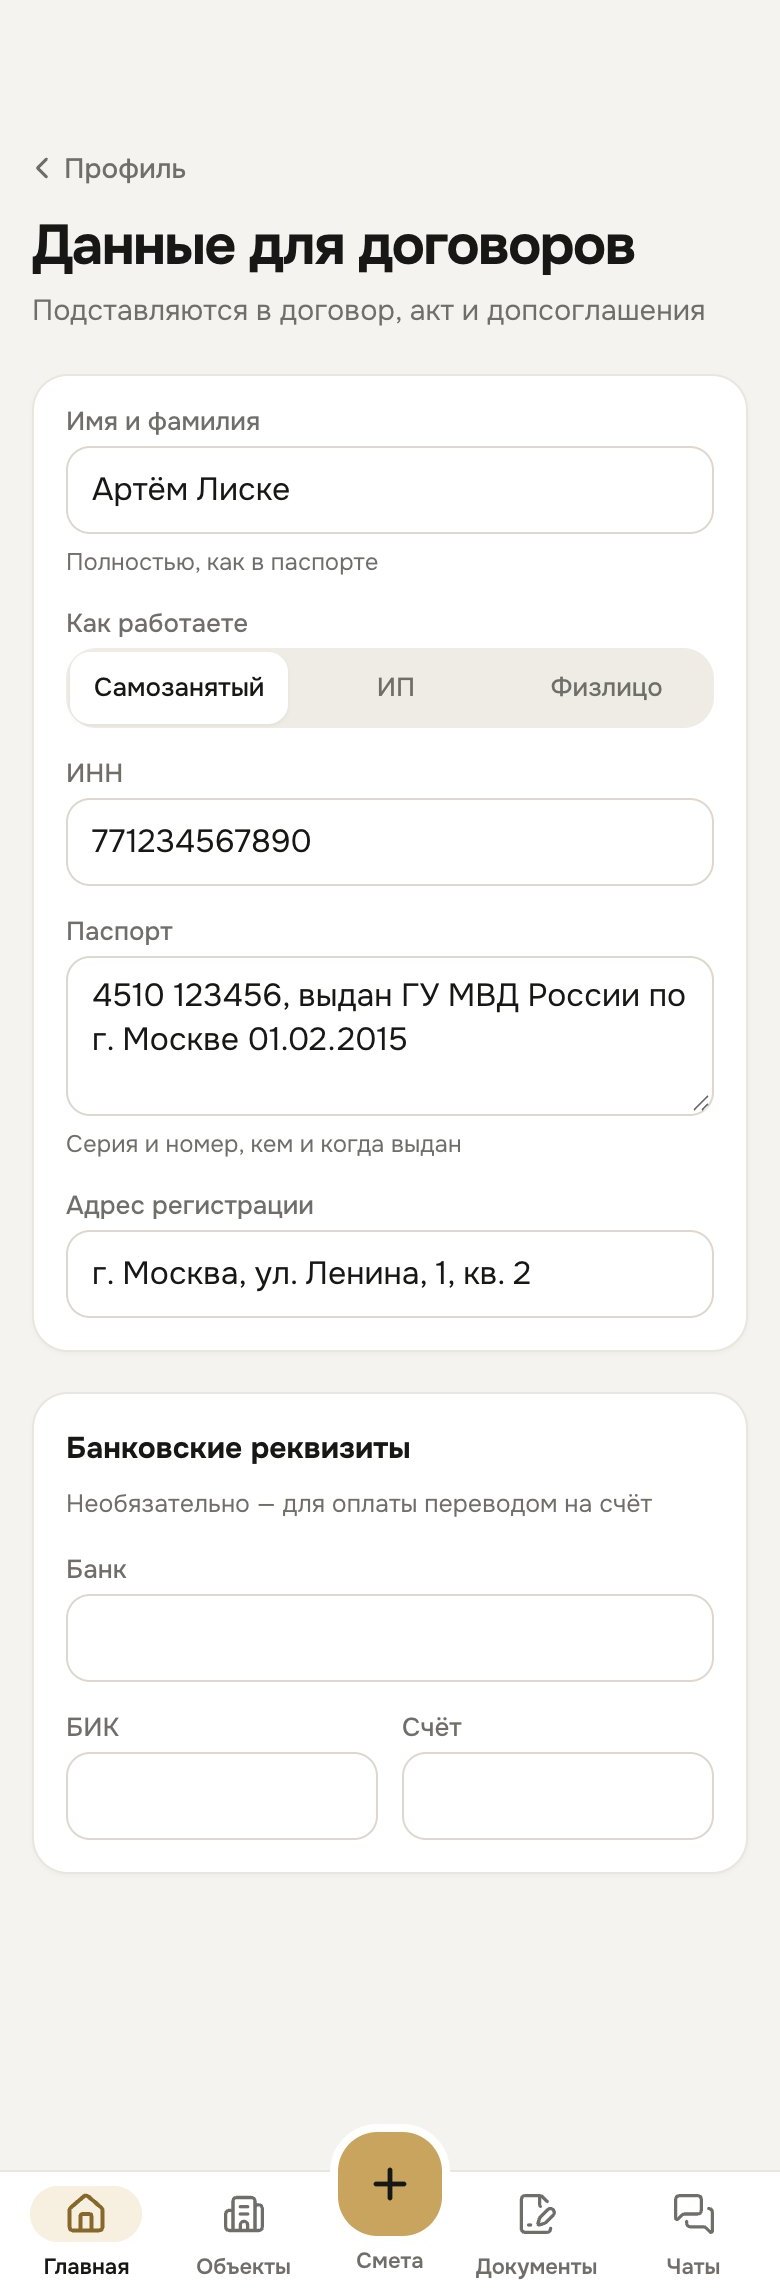 Профиль
Данные для договоров
Подставляются в договор, акт и допсоглашения
Имя и фамилия
Артём Лиске
Полностью, как в паспорте
Как работаете
Самозанятый ИП Физлицо
ИНН
771234567890
Паспорт
4510 123456, выдан ГУ МВД России по
г. Москве 01.02.2015
Серия и номер, кем и когда выдан
Адрес регистрации
г. Москва, ул. Ленина, 1, кв. 2
Банковские реквизиты
Необязательно — для оплаты переводом на счёт
Банк
БИК Счёт
Главная Объекты Смета Документы Чаты